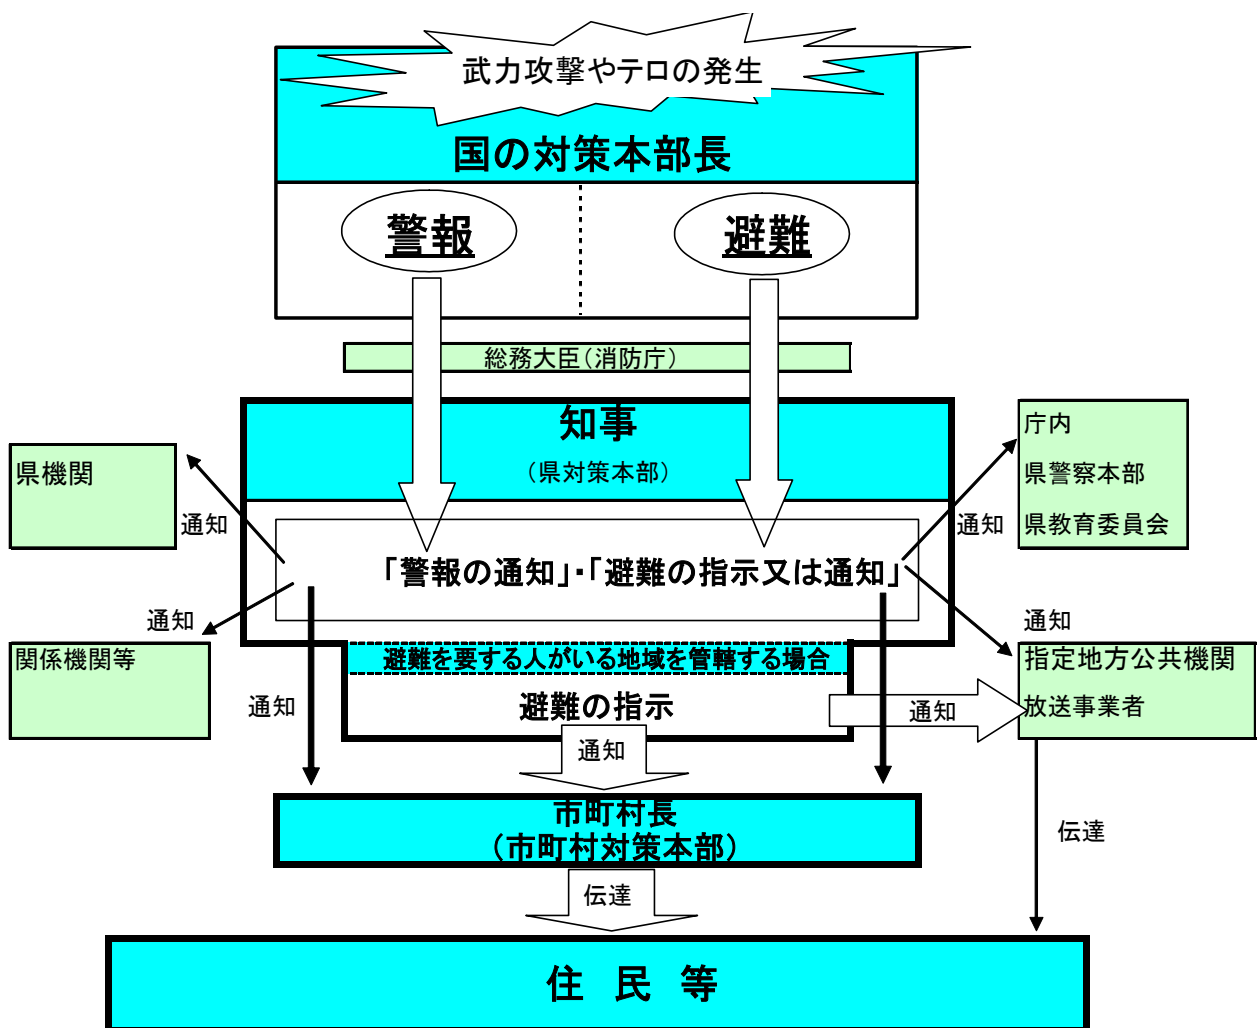 武力攻撃やテロの発生
国の対策本部長
警報
避難
総務大臣（消防庁）
知事
（県対策本部）
県機関
通知
庁内
県警察本部
県教育委員会
通知
「警報の通知」・「避難の指示又は通知」
通知
関係機関等
通知
指定地方公共機関
放送事業者
避難を要する人がいる地域を管轄する場合
避難の指示
通知
通知
通知
市町村長
（市町村対策本部）
伝達
伝達
住 民 等